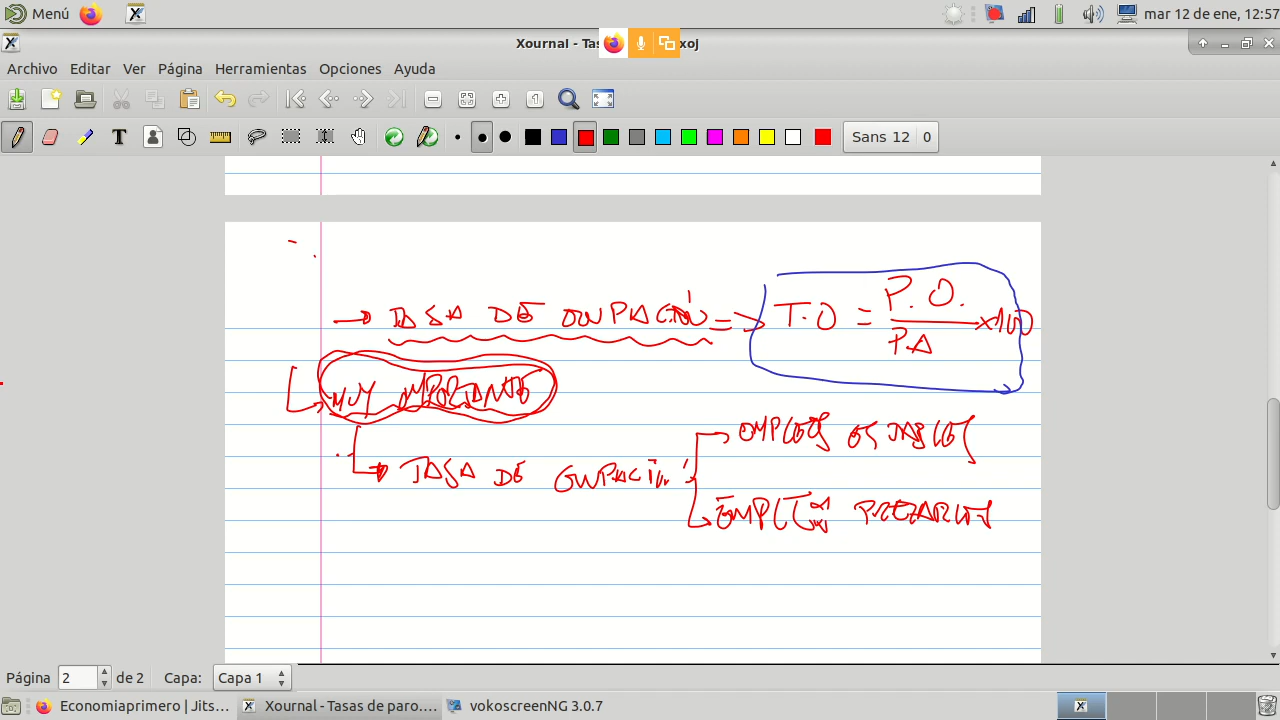 Menú mar 12 de ene, 12:57
Xournal - Tas xoj
Archivo Editar Ver Página Herramientas Opciones Ayuda
Sans 12 0
→ TASA DE OCUPACIÓN => T.O = P.O. / PA x100
MUY IMPORTANTE
EMPLEOS ESTABLES
TASA DE OCUPACIÓN
EMPLEOS PRECARIOS
Página 2 de 2 Capa: Capa 1
Economiaprimero | Jits... Xournal - Tasas de paro.... vokoscreenNG 3.0.7